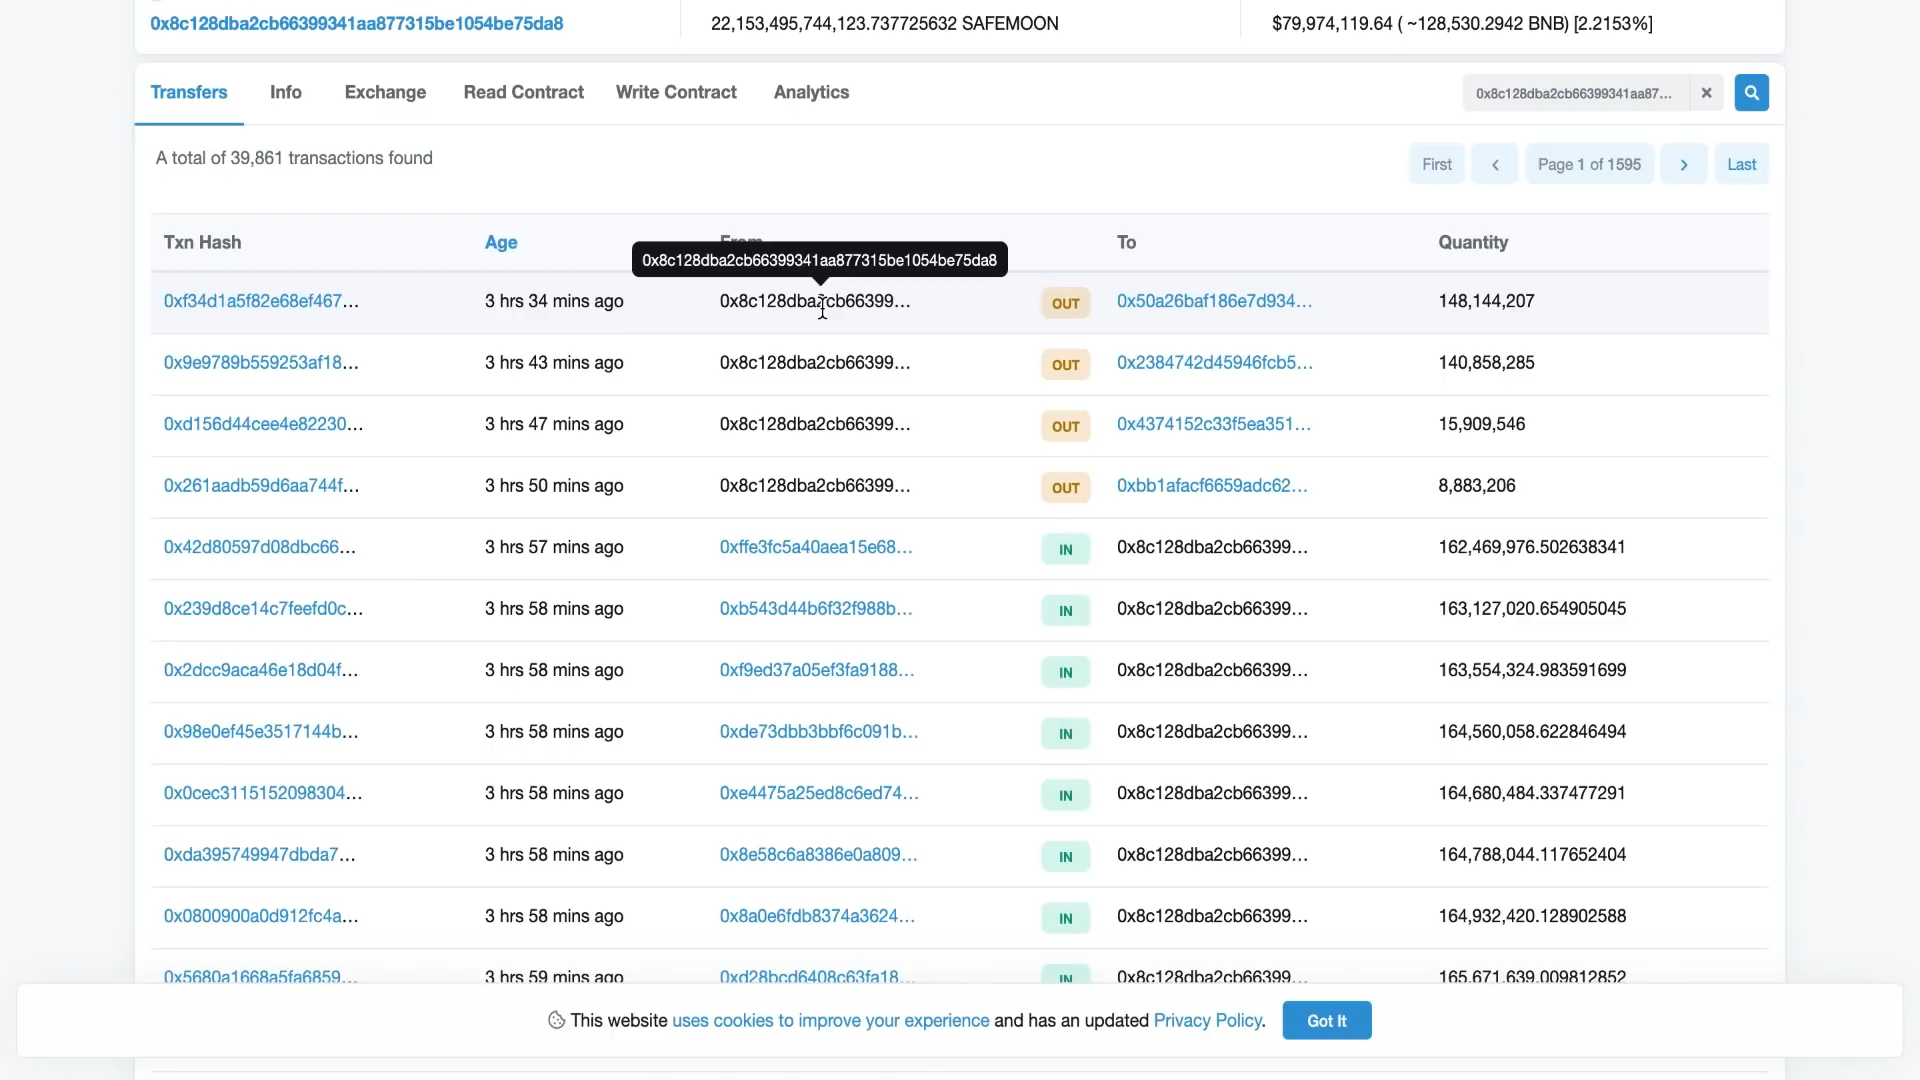 0x8c128dba2cb66399341aa877315be1054be75da8 22,153,495,744,123.737725632 SAFEMOON $79,974,119.64 ( ~128,530.2942 BNB) [2.2153%]
Transfers Info Exchange Read Contract Write Contract Analytics 0x8c128dba2cb66399341aa87...
A total of 39,861 transactions found First Page 1 of 1595 Last
Txn Hash Age From To Quantity
0x8c128dba2cb66399341aa877315be1054be75da8
0xf34d1a5f82e68ef467... 3 hrs 34 mins ago 0x8c128dba2cb66399... OUT 0x50a26baf186e7d934... 148,144,207
0x9e9789b559253af18... 3 hrs 43 mins ago 0x8c128dba2cb66399... OUT 0x2384742d45946fcb5... 140,858,285
0xd156d44cee4e82230... 3 hrs 47 mins ago 0x8c128dba2cb66399... OUT 0x4374152c33f5ea351... 15,909,546
0x261aadb59d6aa744f... 3 hrs 50 mins ago 0x8c128dba2cb66399... OUT 0xbb1afacf6659adc62... 8,883,206
0x42d80597d08dbc66... 3 hrs 57 mins ago 0xffe3fc5a40aea15e68... IN 0x8c128dba2cb66399... 162,469,976.502638341
0x239d8ce14c7feefd0c... 3 hrs 58 mins ago 0xb543d44b6f32f988b... IN 0x8c128dba2cb66399... 163,127,020.654905045
0x2dcc9aca46e18d04f... 3 hrs 58 mins ago 0xf9ed37a05ef3fa9188... IN 0x8c128dba2cb66399... 163,554,324.983591699
0x98e0ef45e3517144b... 3 hrs 58 mins ago 0xde73dbb3bbf6c091b... IN 0x8c128dba2cb66399... 164,560,058.622846494
0x0cec3115152098304... 3 hrs 58 mins ago 0xe4475a25ed8c6ed74... IN 0x8c128dba2cb66399... 164,680,484.337477291
0xda395749947dbda7... 3 hrs 58 mins ago 0x8e58c6a8386e0a809... IN 0x8c128dba2cb66399... 164,788,044.117652404
0x0800900a0d912fc4a... 3 hrs 58 mins ago 0x8a0e6fdb8374a3624... IN 0x8c128dba2cb66399... 164,932,420.128902588
0x5680a1668a5fa6859... 3 hrs 59 mins ago 0xd28bcd6408c63fa18... IN 0x8c128dba2cb66399... 165,671,639.009812852
This website uses cookies to improve your experience and has an updated Privacy Policy. Got It